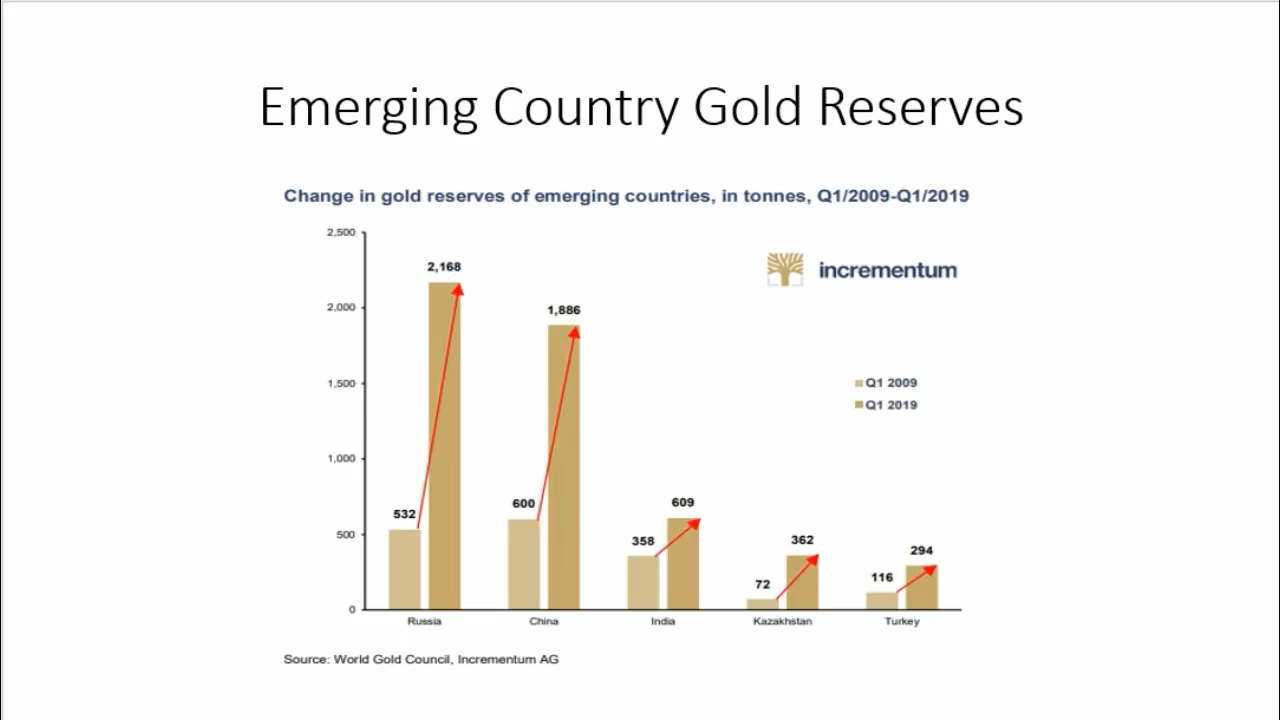 Emerging Country Gold Reserves
Change in gold reserves of emerging countries, in tonnes, Q1/2009-Q1/2019
2,500
2,000
1,500
1,000
500
0
incrementum
Q1 2009
Q1 2019
532
2,168
600
1,886
358
609
72
362
116
294
Russia
China
India
Kazakhstan
Turkey
Source: World Gold Council, Incrementum AG